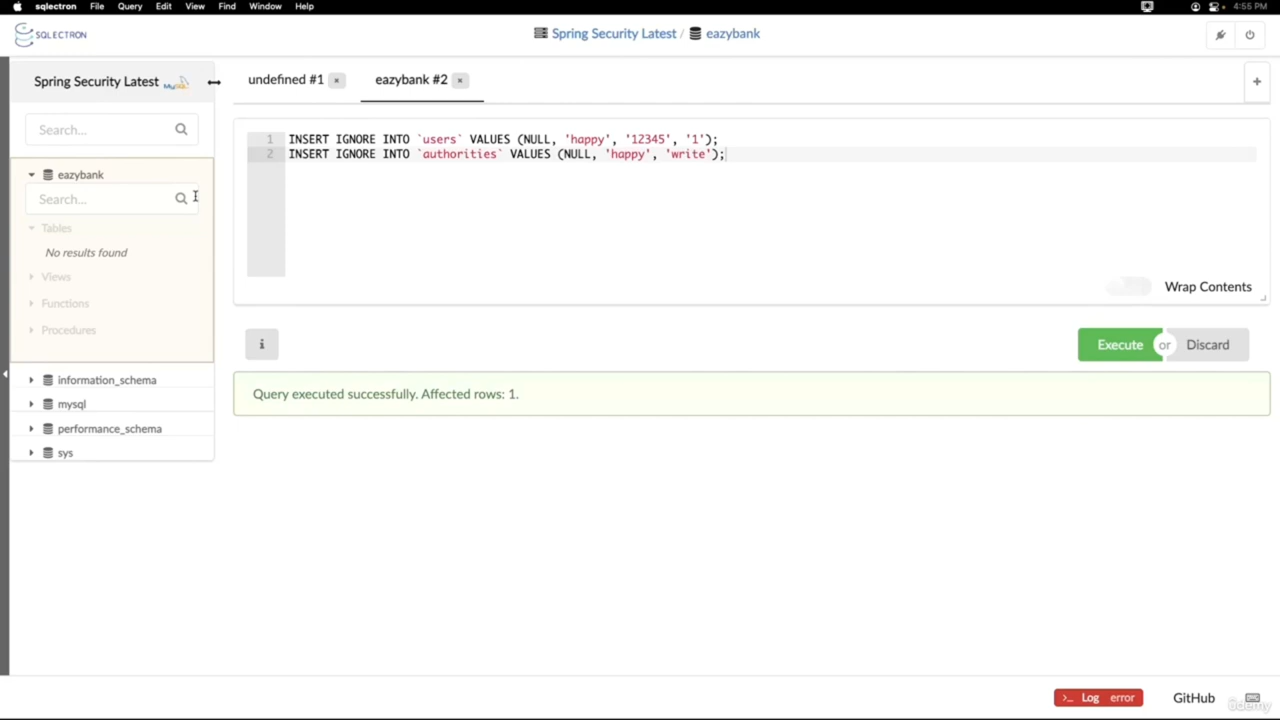 sqlectron File Query Edit View Find Window Help 4:55 PM
SQLECTRON
Spring Security Latest / eazybank
Spring Security Latest MySQL
undefined #1 ×
eazybank #2 ×
+
Search...
1 INSERT IGNORE INTO `users` VALUES (NULL, 'happy', '12345', '1');
2 INSERT IGNORE INTO `authorities` VALUES (NULL, 'happy', 'write');
eazybank
Search...
Tables
No results found
Views
Functions
Procedures
Wrap Contents
i
Execute or Discard
information_schema
mysql
performance_schema
sys
Query executed successfully. Affected rows: 1.
>_ Log error
GitHub
udemy